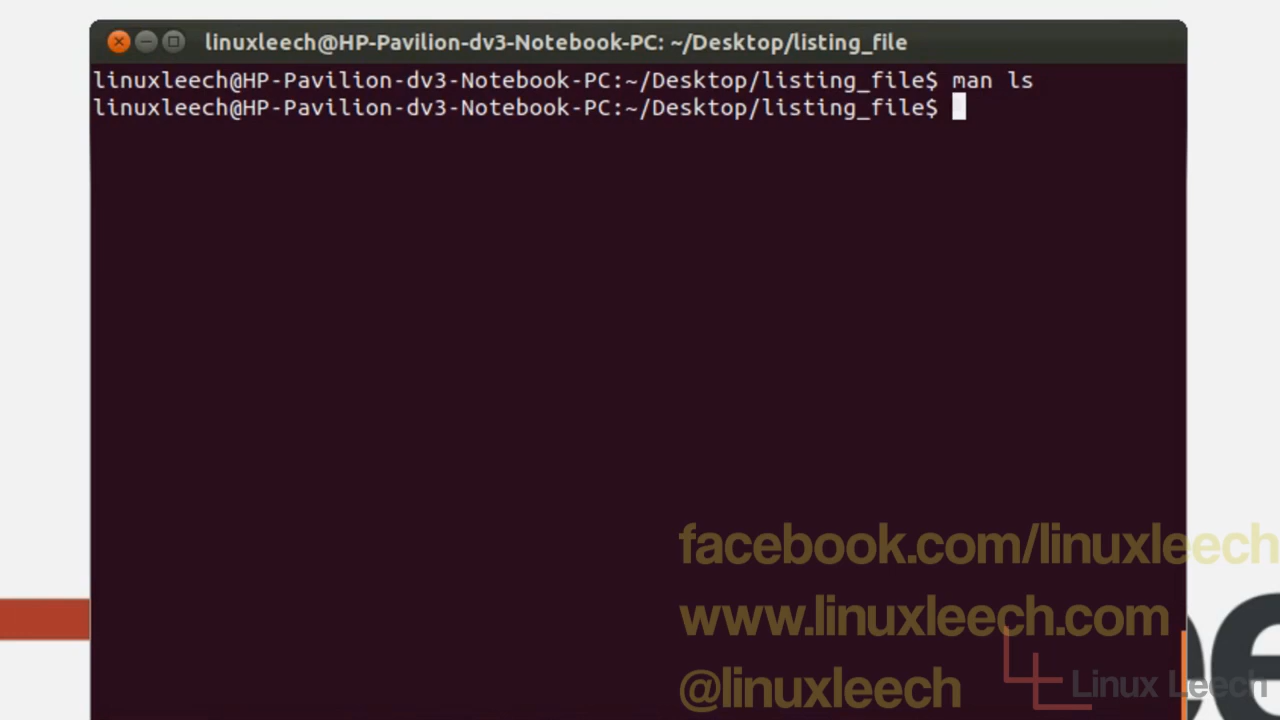 linuxleech@HP-Pavilion-dv3-Notebook-PC: ~/Desktop/listing_file
linuxleech@HP-Pavilion-dv3-Notebook-PC:~/Desktop/listing_file$ man ls
linuxleech@HP-Pavilion-dv3-Notebook-PC:~/Desktop/listing_file$
facebook.com/linuxleech
www.linuxleech.com
@linuxleech
Linux Leech